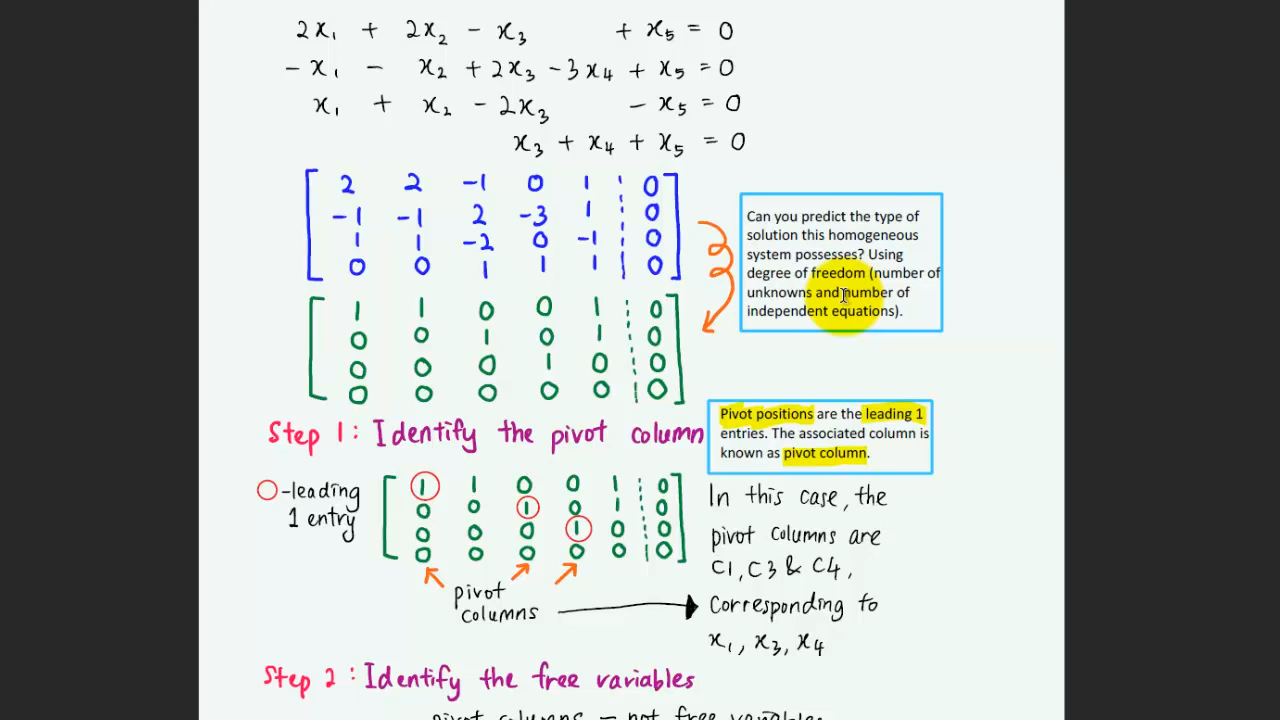 2x₁ + 2x₂ - x₃ + x₅ = 0
- x₁ - x₂ + 2x₃ - 3x₄ + x₅ = 0
x₁ + x₂ - 2x₃ - x₅ = 0
x₃ + x₄ + x₅ = 0
2 2 -1 0 1 0
-1 -1 2 -3 1 0
1 1 -2 0 -1 0
0 0 1 1 1 0
Can you predict the type of
solution this homogeneous
system possesses? Using
degree of freedom (number of
unknowns and number of
independent equations).
1 1 0 0 1 0
0 0 1 0 1 0
0 0 0 1 0 0
0 0 0 0 0 0
Step 1: Identify the pivot column
Pivot positions are the leading 1
entries. The associated column is
known as pivot column.
-leading
1 entry
1 1 0 0 1 0
0 0 1 0 1 0
0 0 0 1 0 0
0 0 0 0 0 0
pivot
columns
In this case, the
pivot columns are
C1, C3 & C4,
corresponding to
x₁, x₃, x₄
Step 2: Identify the free variables
pivot columns - not free variables